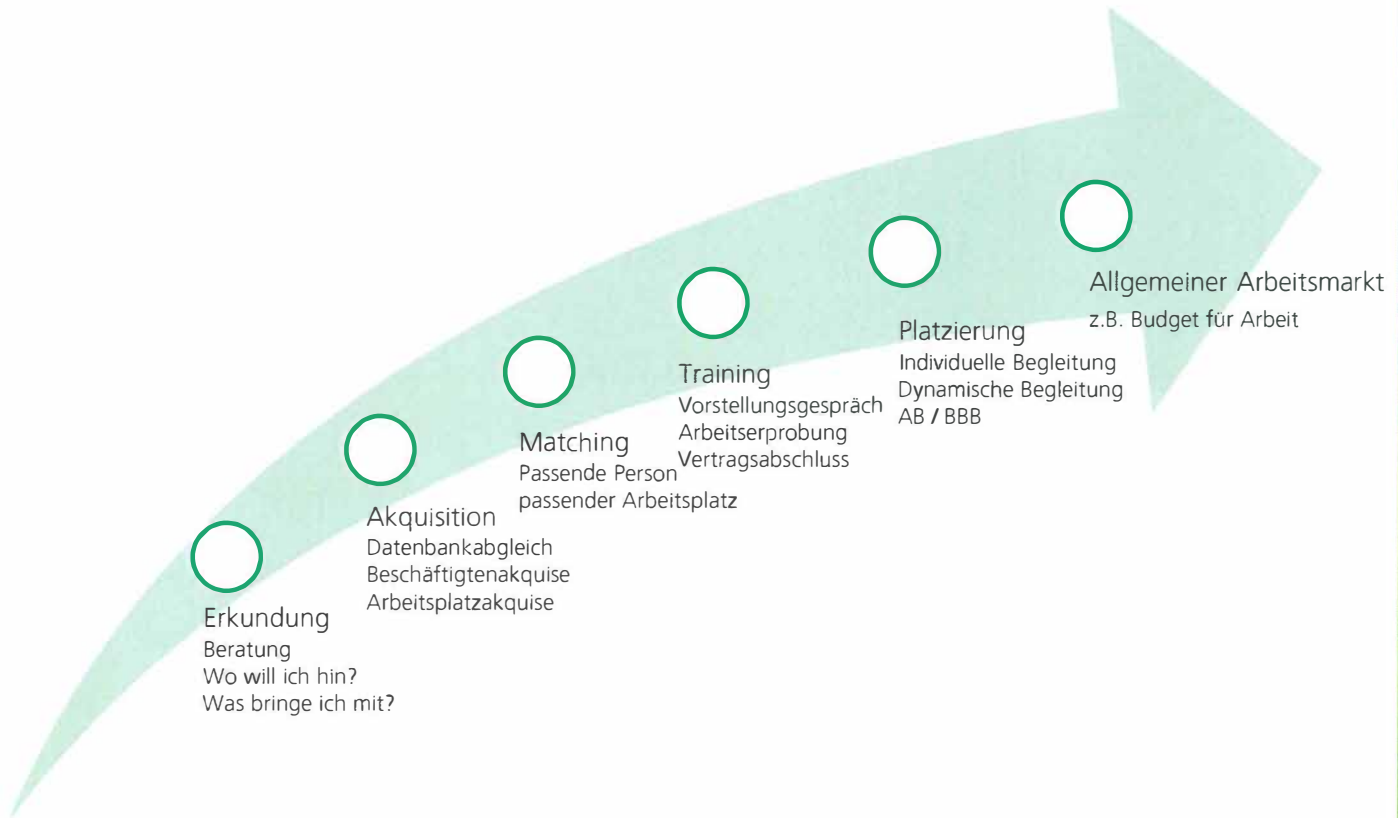 Erkundung
Beratung
Wo will ich hin?
Was bringe ich mit?
Akquisition
Datenbankabgleich
Beschäftigtenakquise
Arbeitsplatzakquise
Matching
Passende Person
passender Arbeitsplatz
Training
Vorstellungsgespräch
Arbeitserprobung
Vertragsabschluss
Platzierung
Individuelle Begleitung
Dynamische Begleitung
AB / BBB
Allgemeiner Arbeitsmarkt
z.B. Budget für Arbeit